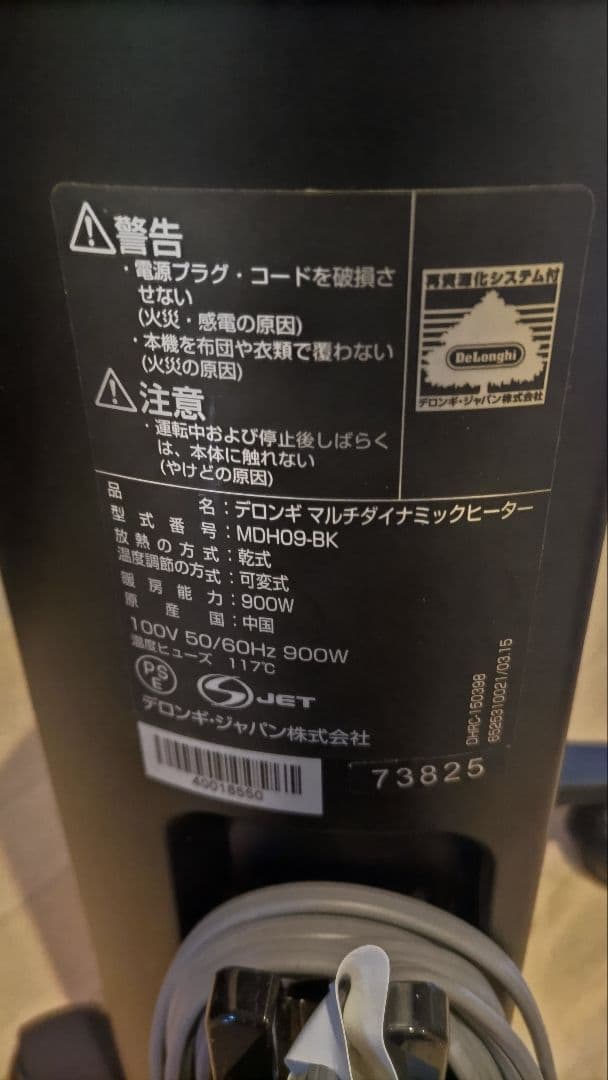 警告
・電源プラグ・コードを破損さ
せない
(火災・感電の原因)
・本機を布団や衣類で覆わない
(火災の原因)
注意
・運転中および停止後しばらく
は、本体に触れない
(やけどの原因)
再資源化システム付
DeLonghi
デロンギ・ジャパン株式会社
品名:デロンギ マルチダイナミックヒーター
型式番号:MDH09-BK
放熱の方式:乾式
温度調節の方式:可変式
暖房能力:900W
原産国:中国
100V 50/60Hz 900W
温度ヒューズ 117℃
PSE
JET
デロンギ・ジャパン株式会社
DHRC-150398
6525310021/03.15
40018550
73825